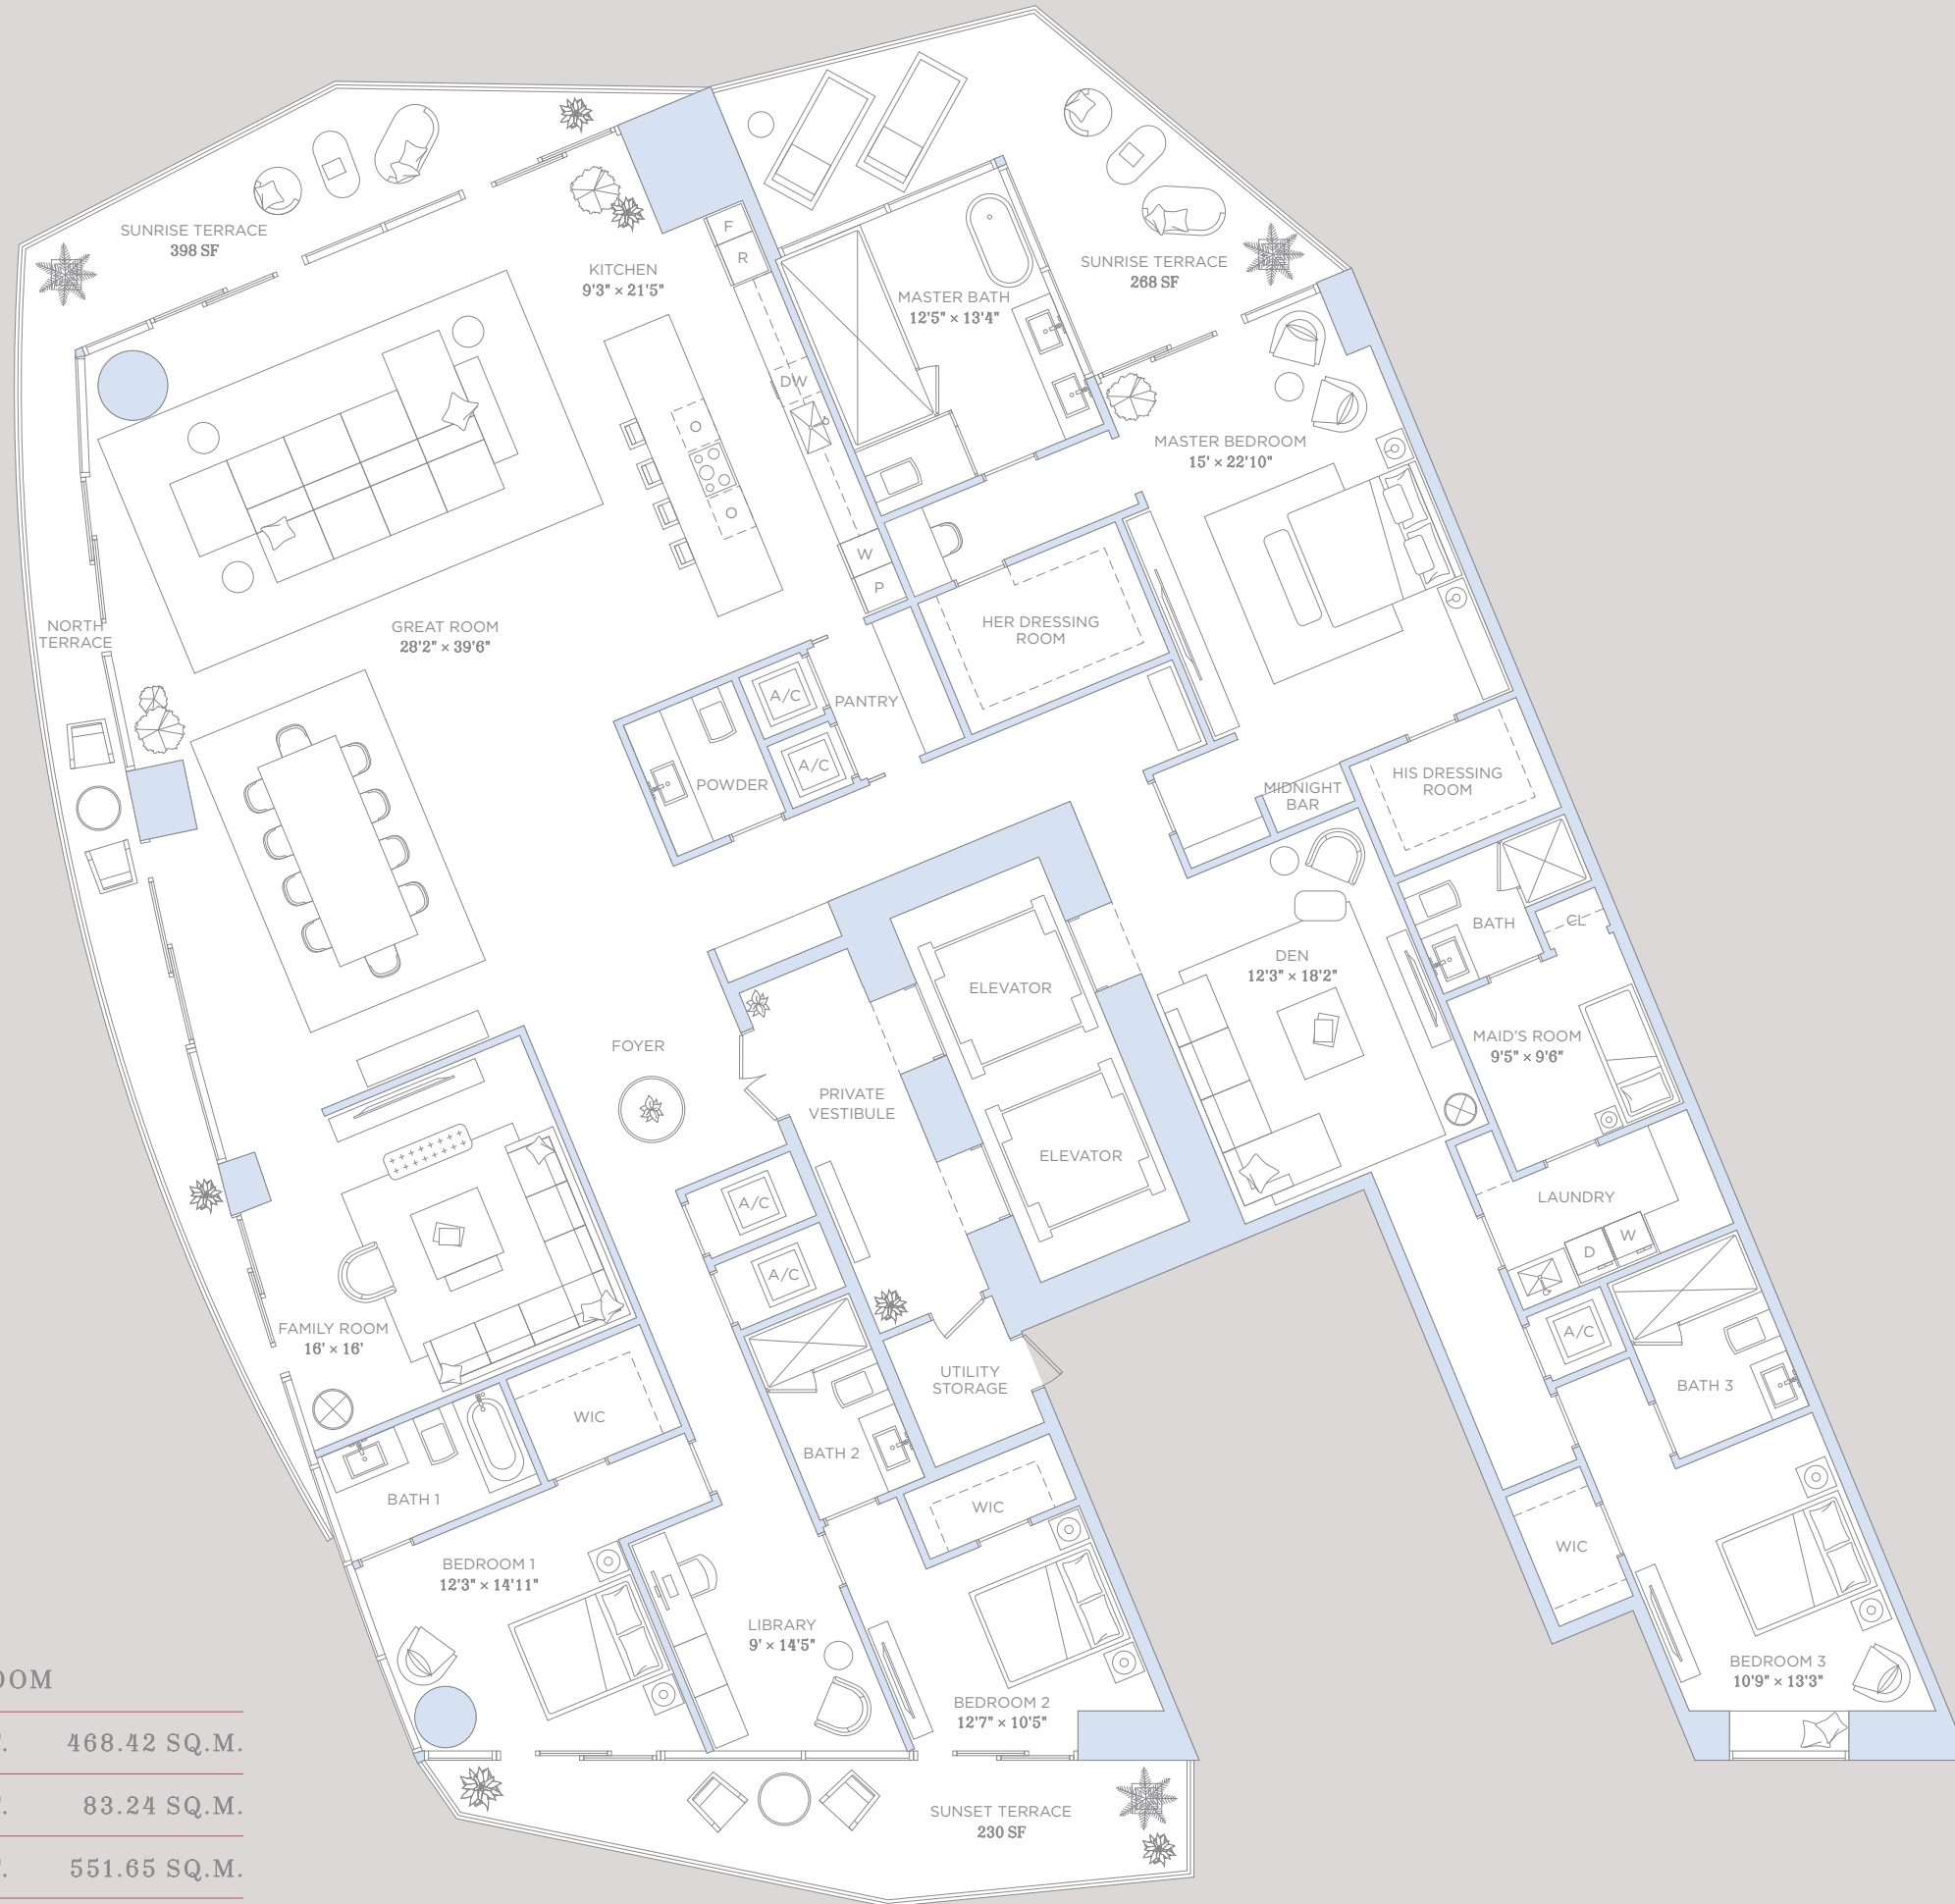 SUNRISE TERRACE
398 SF
KITCHEN
9'3" × 21'5"
F
R
MASTER BATH
12'5" × 13'4"
SUNRISE TERRACE
268 SF
DW
MASTER BEDROOM
15' × 22'10"
W
P
NORTH
TERRACE
GREAT ROOM
28'2" × 39'6"
HER DRESSING
ROOM
A/C
PANTRY
A/C
POWDER
MIDNIGHT
BAR
HIS DRESSING
ROOM
BATH
CL
DEN
12'3" × 18'2"
ELEVATOR
FOYER
MAID'S ROOM
9'5" × 9'6"
PRIVATE
VESTIBULE
ELEVATOR
A/C
LAUNDRY
D
W
A/C
FAMILY ROOM
16' × 16'
A/C
UTILITY
STORAGE
BATH 3
WIC
BATH 2
BATH 1
WIC
WIC
BEDROOM 1
12'3" × 14'11"
LIBRARY
9' × 14'5"
BEDROOM 2
12'7" × 10'5"
BEDROOM 3
10'9" × 13'3"
468.42 SQ.M.
83.24 SQ.M.
SUNSET TERRACE
230 SF
551.65 SQ.M.